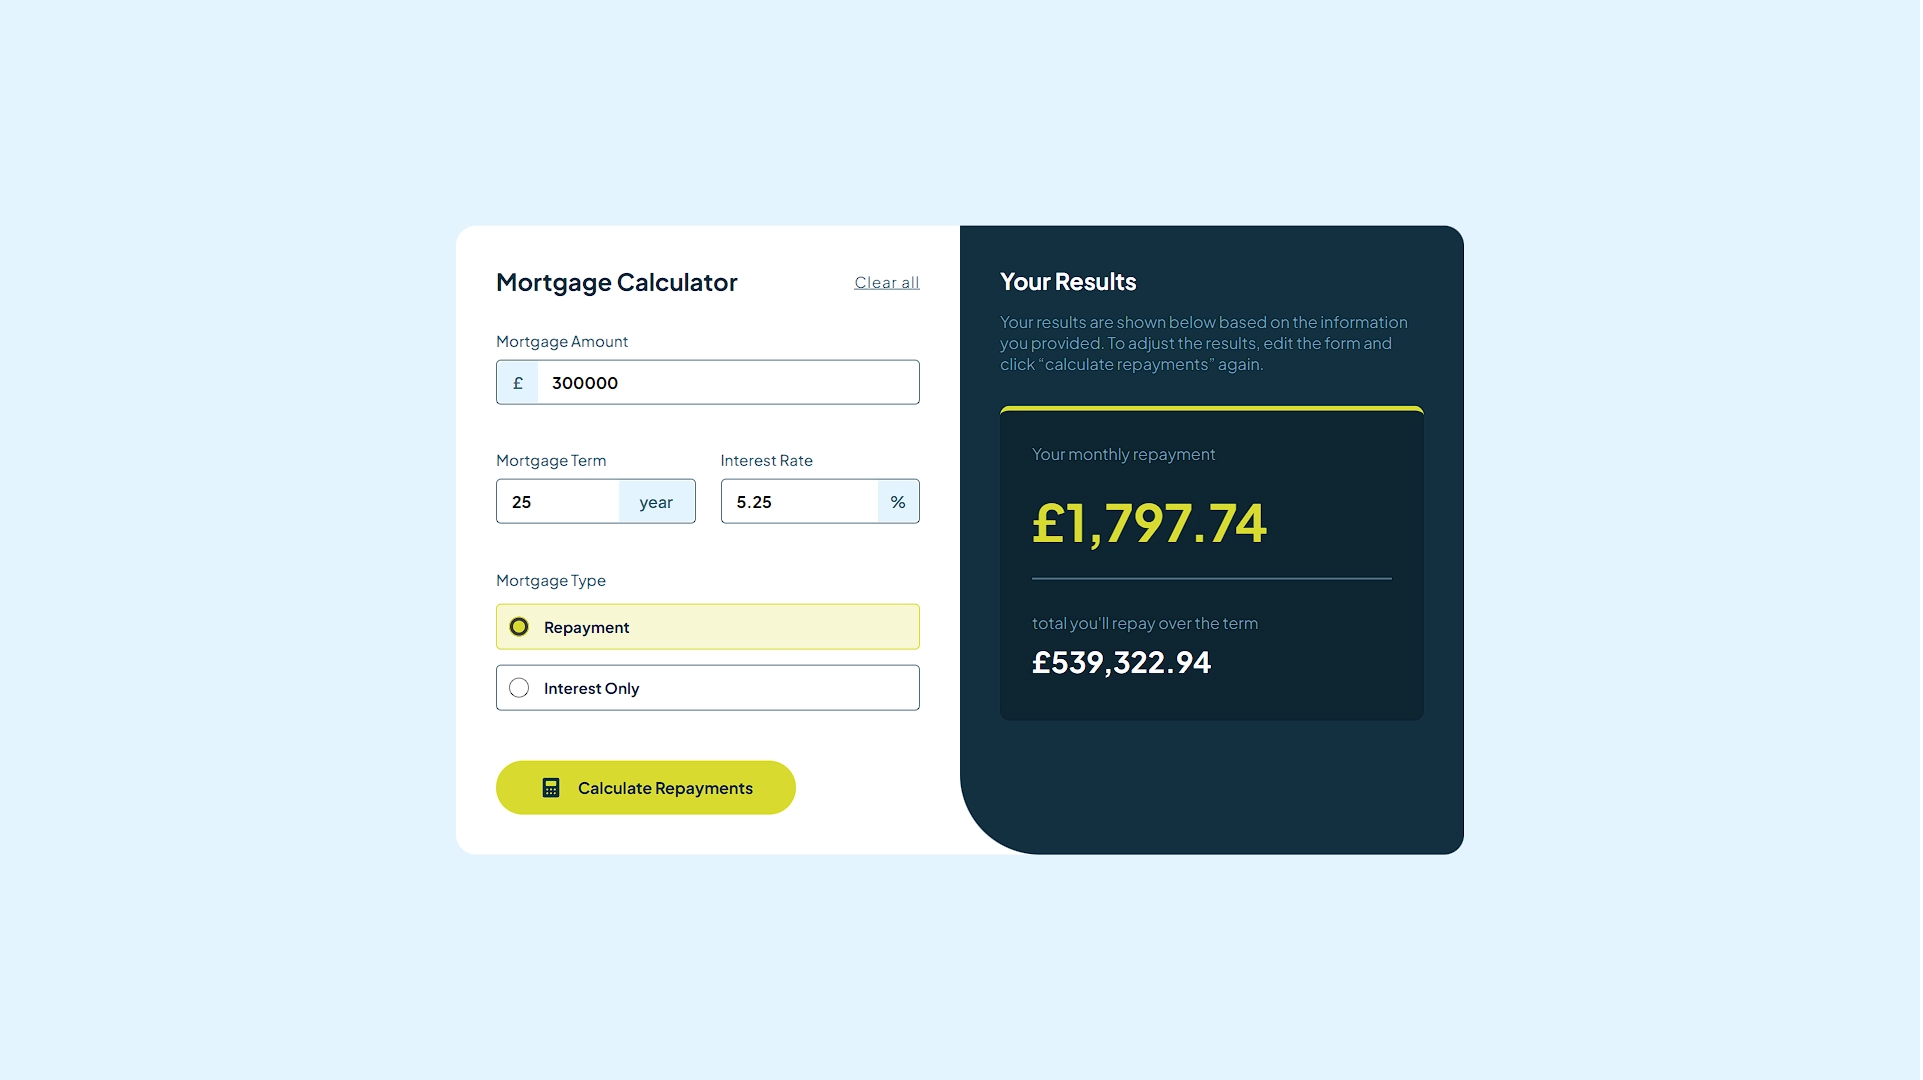 Mortgage Calculator
Clear all
Mortgage Amount
£ 300000
Mortgage Term
25 year
Interest Rate
5.25 %
Mortgage Type
Repayment
Interest Only
Calculate Repayments
Your Results
Your results are shown below based on the information
you provided. To adjust the results, edit the form and
click “calculate repayments” again.
Your monthly repayment
£1,797.74
total you'll repay over the term
£539,322.94